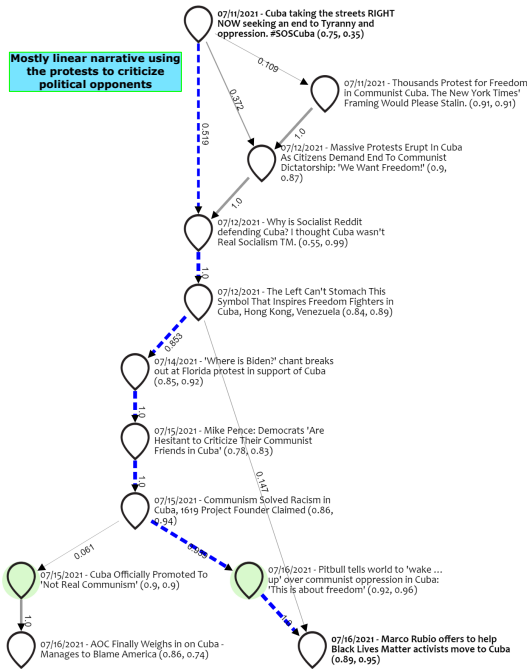 07/11/2021 - Cuba taking the streets RIGHT
NOW seeking an end to Tyranny and
oppression. #SOSCuba (0.75, 0.35)
Mostly linear narrative using
the protests to criticize
political opponents
0.109
07/11/2021 - Thousands Protest for Freedom
in Communist Cuba. The New York Times'
Framing Would Please Stalin. (0.91, 0.91)
0.372
0.519
1.0
07/12/2021 - Massive Protests Erupt In Cuba
As Citizens Demand End To Communist
Dictatorship: 'We Want Freedom!' (0.9,
0.87)
1.0
07/12/2021 - Why is Socialist Reddit
defending Cuba? I thought Cuba wasn't
Real Socialism TM. (0.55, 0.99)
1.0
07/12/2021 - The Left Can't Stomach This
Symbol That Inspires Freedom Fighters in
Cuba, Hong Kong, Venezuela (0.84, 0.89)
0.853
07/14/2021 - 'Where is Biden?' chant breaks
out at Florida protest in support of Cuba
(0.85, 0.92)
1.0
07/15/2021 - Mike Pence: Democrats 'Are
Hesitant to Criticize Their Communist
Friends in Cuba' (0.78, 0.83)
1.0
0.147
07/15/2021 - Communism Solved Racism in
Cuba, 1619 Project Founder Claimed (0.86,
0.94)
0.061
07/15/2021 - Cuba Officially Promoted To
'Not Real Communism' (0.9, 0.9)
07/16/2021 - Pitbull tells world to 'wake ...
up' over communist oppression in Cuba:
'This is about freedom' (0.92, 0.96)
1.0
1.0
07/16/2021 - AOC Finally Weighs in on Cuba -
Manages to Blame America (0.86, 0.74)
07/16/2021 - Marco Rubio offers to help
Black Lives Matter activists move to Cuba
(0.89, 0.95)